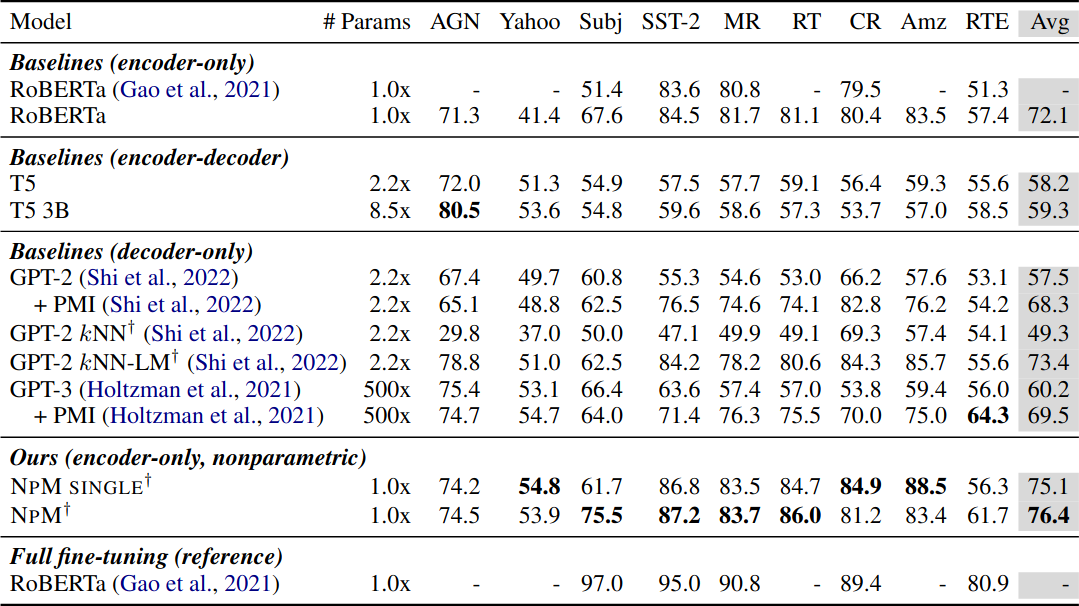 Model # Params AGN Yahoo Subj SST-2 MR RT CR Amz RTE Avg
Baselines (encoder-only)
RoBERTa (Gao et al., 2021) 1.0x - - 51.4 83.6 80.8 - 79.5 - 51.3 -
RoBERTa 1.0x 71.3 41.4 67.6 84.5 81.7 81.1 80.4 83.5 57.4 72.1
Baselines (encoder-decoder)
T5 2.2x 72.0 51.3 54.9 57.5 57.7 59.1 56.4 59.3 55.6 58.2
T5 3B 8.5x 80.5 53.6 54.8 59.6 58.6 57.3 53.7 57.0 58.5 59.3
Baselines (decoder-only)
GPT-2 (Shi et al., 2022) 2.2x 67.4 49.7 60.8 55.3 54.6 53.0 66.2 57.6 53.1 57.5
+ PMI (Shi et al., 2022) 2.2x 65.1 48.8 62.5 76.5 74.6 74.1 82.8 76.2 54.2 68.3
GPT-2 kNN† (Shi et al., 2022) 2.2x 29.8 37.0 50.0 47.1 49.9 49.1 69.3 57.4 54.1 49.3
GPT-2 kNN-LM† (Shi et al., 2022) 2.2x 78.8 51.0 62.5 84.2 78.2 80.6 84.3 85.7 55.6 73.4
GPT-3 (Holtzman et al., 2021) 500x 75.4 53.1 66.4 63.6 57.4 57.0 53.8 59.4 56.0 60.2
+ PMI (Holtzman et al., 2021) 500x 74.7 54.7 64.0 71.4 76.3 75.5 70.0 75.0 64.3 69.5
Ours (encoder-only, nonparametric)
NPM SINGLE† 1.0x 74.2 54.8 61.7 86.8 83.5 84.7 84.9 88.5 56.3 75.1
NPM† 1.0x 74.5 53.9 75.5 87.2 83.7 86.0 81.2 83.4 61.7 76.4
Full fine-tuning (reference)
RoBERTa (Gao et al., 2021) 1.0x - - 97.0 95.0 90.8 - 89.4 - 80.9 -